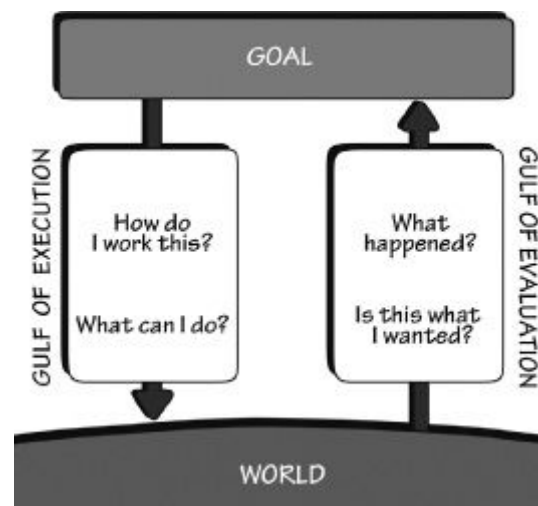 GOAL
GULF OF EXECUTION
How do
I work this?
What can I do?
What
happened?
Is this what
I wanted?
GULF OF EVALUATION
WORLD